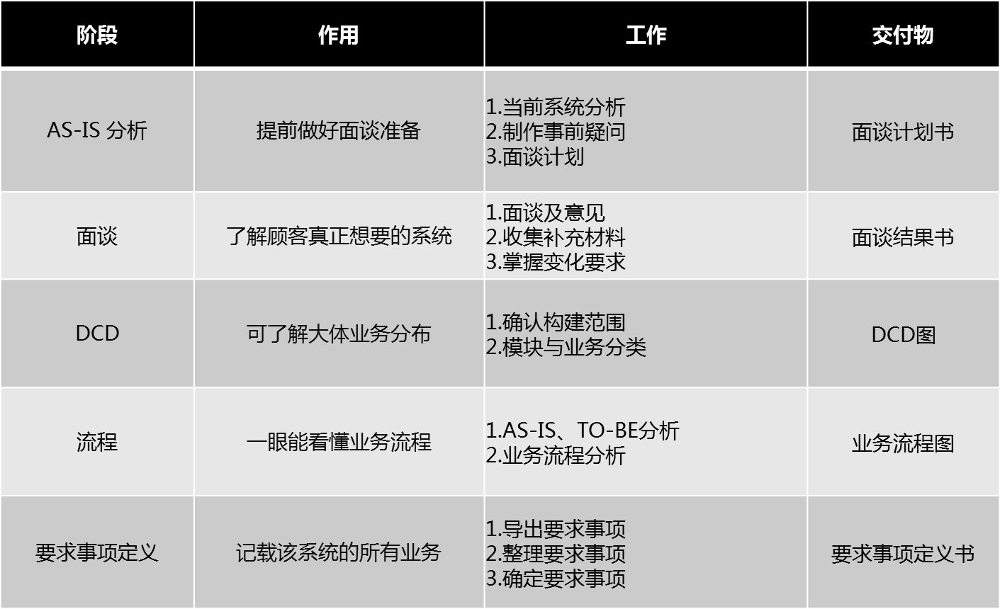 阶段
作用
工作
交付物
AS-IS 分析
提前做好面谈准备
1.当前系统分析
2.制作事前疑问
3.面谈计划
面谈计划书
面谈
了解顾客真正想要的系统
1.面谈及意见
2.收集补充材料
3.掌握变化要求
面谈结果书
DCD
可了解大体业务分布
1.确认构建范围
2.模块与业务分类
DCD图
流程
一眼能看懂业务流程
1.AS-IS、TO-BE分析
2.业务流程分析
业务流程图
要求事项定义
记载该系统的所有业务
1.导出要求事项
2.整理要求事项
3.确定要求事项
要求事项定义书